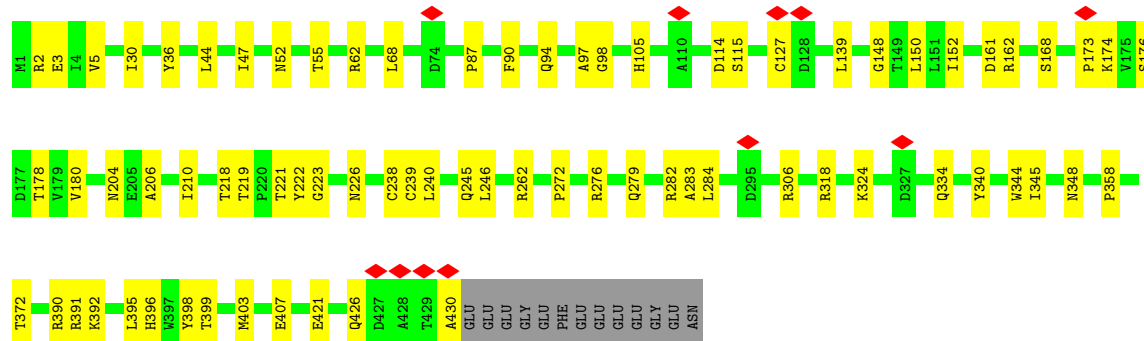 M1 R2 E3 I4 V5 I30 Y36 L44 I47 N52 T55 R62 L68 D74 P87 F90 Q94 A97 G98 H105 A110 D114 S115 C127 D128 L139 G148 T149 L150 L151 I152 D161 R162 S168 P173 K174 V175 S176
D177 T178 V179 V180 N204 E205 A206 I210 T218 T219 P220 T221 Y222 G223 N226 C238 C239 L240 Q245 L246 R262 P272 R276 Q279 R282 A283 L284 D295 R306 R318 K324 D327 Q334 Y340 W344 I345 N348 P358
T372 R390 R391 K392 L395 H396 W397 Y398 T399 M403 E407 E421 Q426 D427 A428 T429 A430 GLU GLU GLU GLY GLU PHE GLU GLU GLU GLU GLY GLU ASN